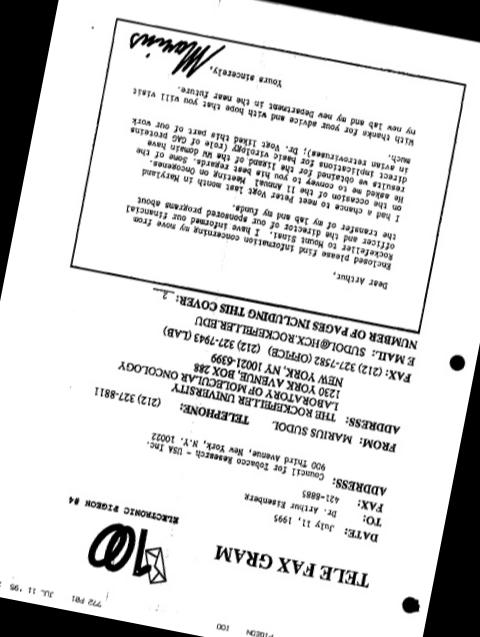 PIGEON 100
772 P01 JUL 11 '95
TELE FAX GRAM
100
ELECTRONIC PIGEON #4
DATE: July 11, 1995
TO: Dr. Arthur Eisenberg
FAX: 421-8885
ADDRESS: Council for Tobacco Research - USA Inc.
900 Third Avenue, New York, N.Y. 10022
FROM: MARIUS SUDOL TELEPHONE: (212) 327-8811
ADDRESS: THE ROCKEFELLER UNIVERSITY
LABORATORY OF MOLECULAR ONCOLOGY
1230 YORK AVENUE, BOX 288
NEW YORK, NY 10021-6399
FAX: (212) 327-7582 (OFFICE) (212) 327-7943 (LAB)
E MAIL: SUDOL@HCX.ROCKEFELLER.EDU
NUMBER OF PAGES INCLUDING THIS COVER: 2
Dear Arthur,
Enclosed please find information concerning my move from
Rockefeller to Mount Sinai. I have informed our financial
officer and the director of our sponsored programs about
the transfer of my lab and my funds.
I had a chance to meet Peter Vogt last month in Maryland
on the occasion of the 11 Annual Meeting on Oncogenes.
He asked me to convey to you his best regards. Some of the
results we obtained for the ligand of the WW domain have
direct implications for basic virology (role of GAG proteins
in avian retroviruses); Dr. Vogt liked this part of our work
much.
With thanks for your advice and with hope that you will visit
my new lab and my new Department in the near future.
Yours sincerely,
Marius